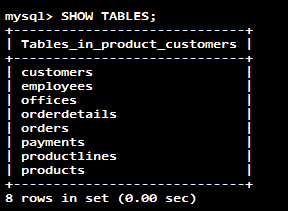 mysql> SHOW TABLES;
+-----------------------------+
| Tables_in_product_customers |
+-----------------------------+
| customers                   |
| employees                   |
| offices                     |
| orderdetails                |
| orders                      |
| payments                    |
| productlines                |
| products                    |
+-----------------------------+
8 rows in set (0.00 sec)